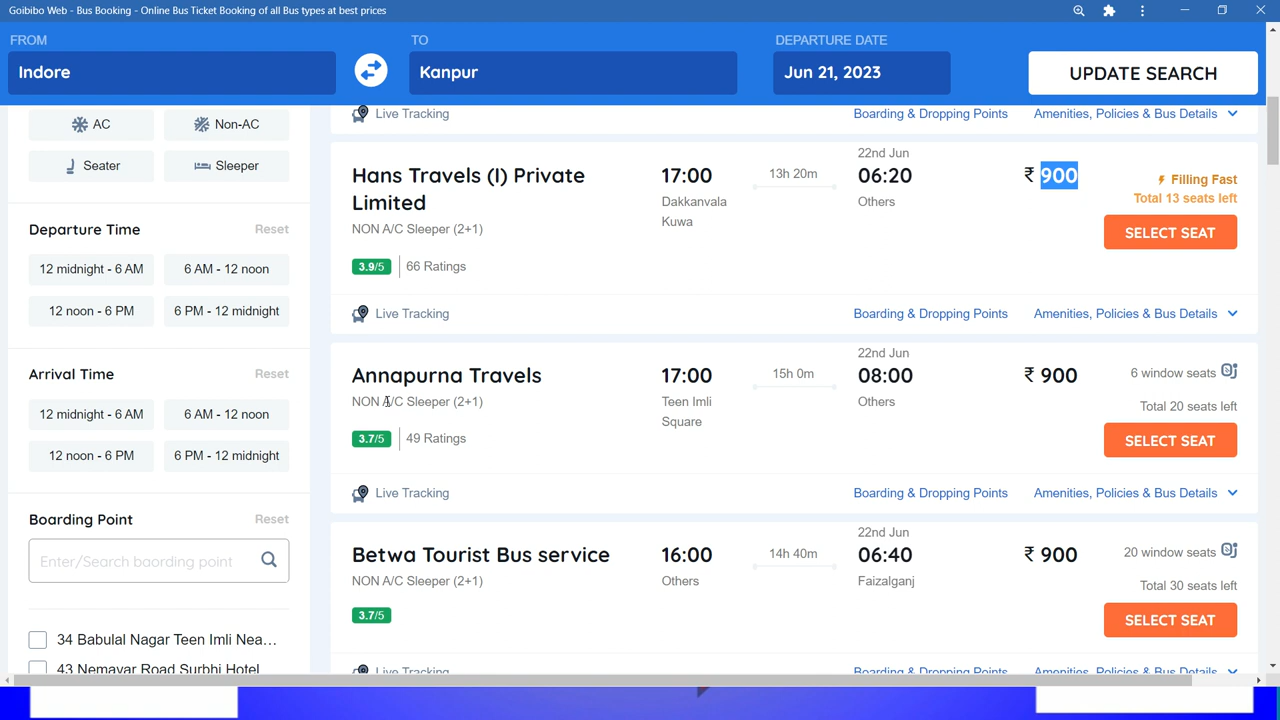 Goibibo Web - Bus Booking - Online Bus Ticket Booking of all Bus types at best prices
FROM
Indore
TO
Kanpur
DEPARTURE DATE
Jun 21, 2023
UPDATE SEARCH
AC
Non-AC
Seater
Sleeper
Departure Time
Reset
12 midnight - 6 AM
6 AM - 12 noon
12 noon - 6 PM
6 PM - 12 midnight
Arrival Time
Reset
12 midnight - 6 AM
6 AM - 12 noon
12 noon - 6 PM
6 PM - 12 midnight
Boarding Point
Reset
Enter/Search baording point
34 Babulal Nagar Teen Imli Nea...
43 Nemavar Road Surbhi Hotel
Live Tracking
Boarding & Dropping Points
Amenities, Policies & Bus Details
Hans Travels (I) Private
Limited
NON A/C Sleeper (2+1)
3.9/5
66 Ratings
17:00
Dakkanvala
Kuwa
13h 20m
22nd Jun
06:20
Others
₹ 900
Filling Fast
Total 13 seats left
SELECT SEAT
Live Tracking
Boarding & Dropping Points
Amenities, Policies & Bus Details
Annapurna Travels
NON A/C Sleeper (2+1)
3.7/5
49 Ratings
17:00
Teen Imli
Square
15h 0m
22nd Jun
08:00
Others
₹ 900
6 window seats
Total 20 seats left
SELECT SEAT
Live Tracking
Boarding & Dropping Points
Amenities, Policies & Bus Details
Betwa Tourist Bus service
NON A/C Sleeper (2+1)
3.7/5
16:00
Others
14h 40m
22nd Jun
06:40
Faizalganj
₹ 900
20 window seats
Total 30 seats left
SELECT SEAT
Live Tracking
Boarding & Dropping Points
Amenities, Policies & Bus Details